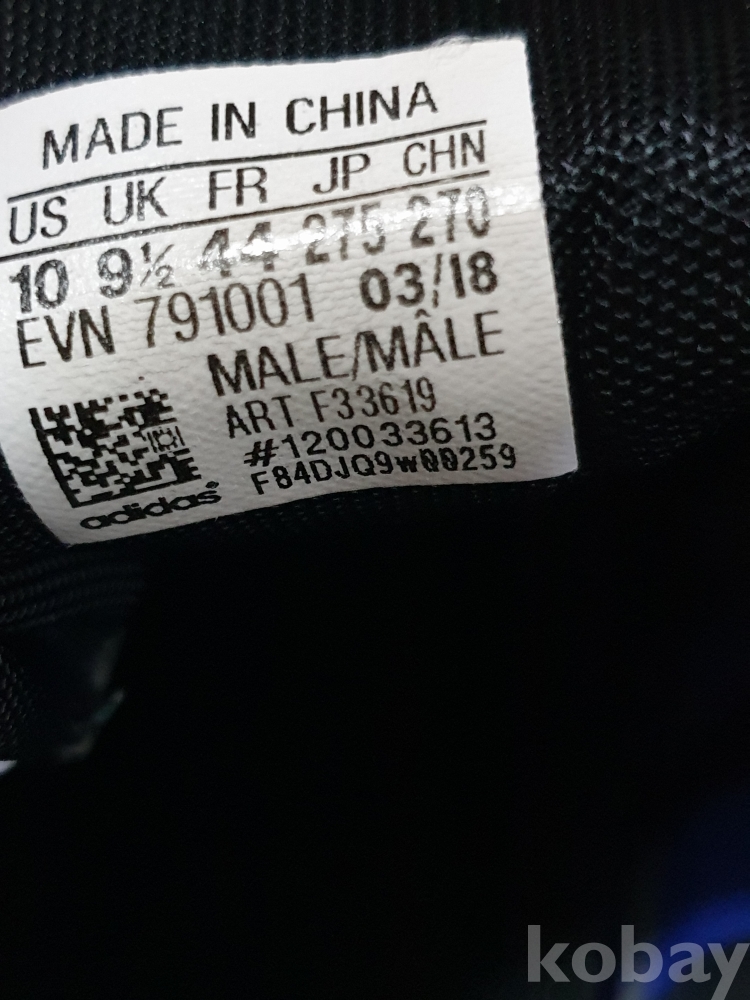 MADE IN CHINA
US UK FR JP CHN
10 9½ 44 275 270
EVN 791001 03/18
MALE/MÂLE
ART F33619
#120033613
F84DJQ9W00259
adidas®
kobay